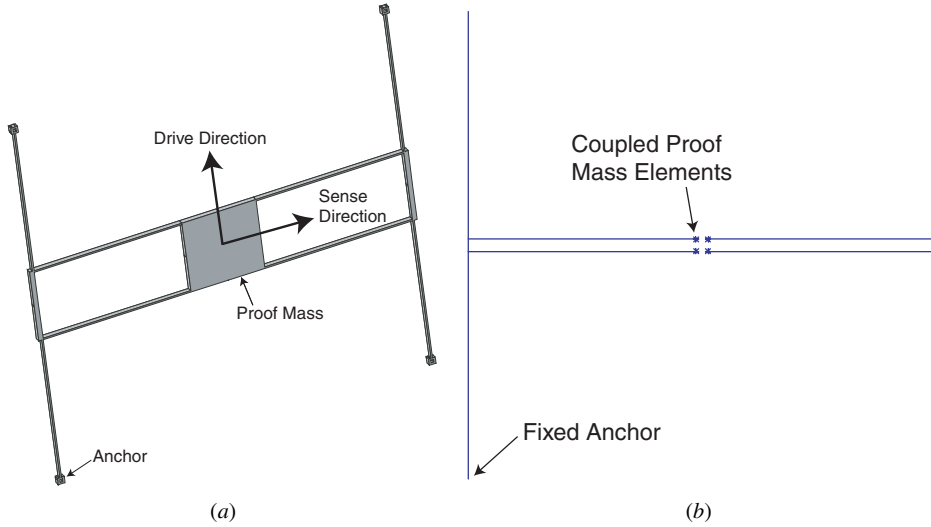 Drive Direction
Sense
Direction
Proof Mass
Anchor
(a)
Coupled Proof
Mass Elements
Fixed Anchor
(b)